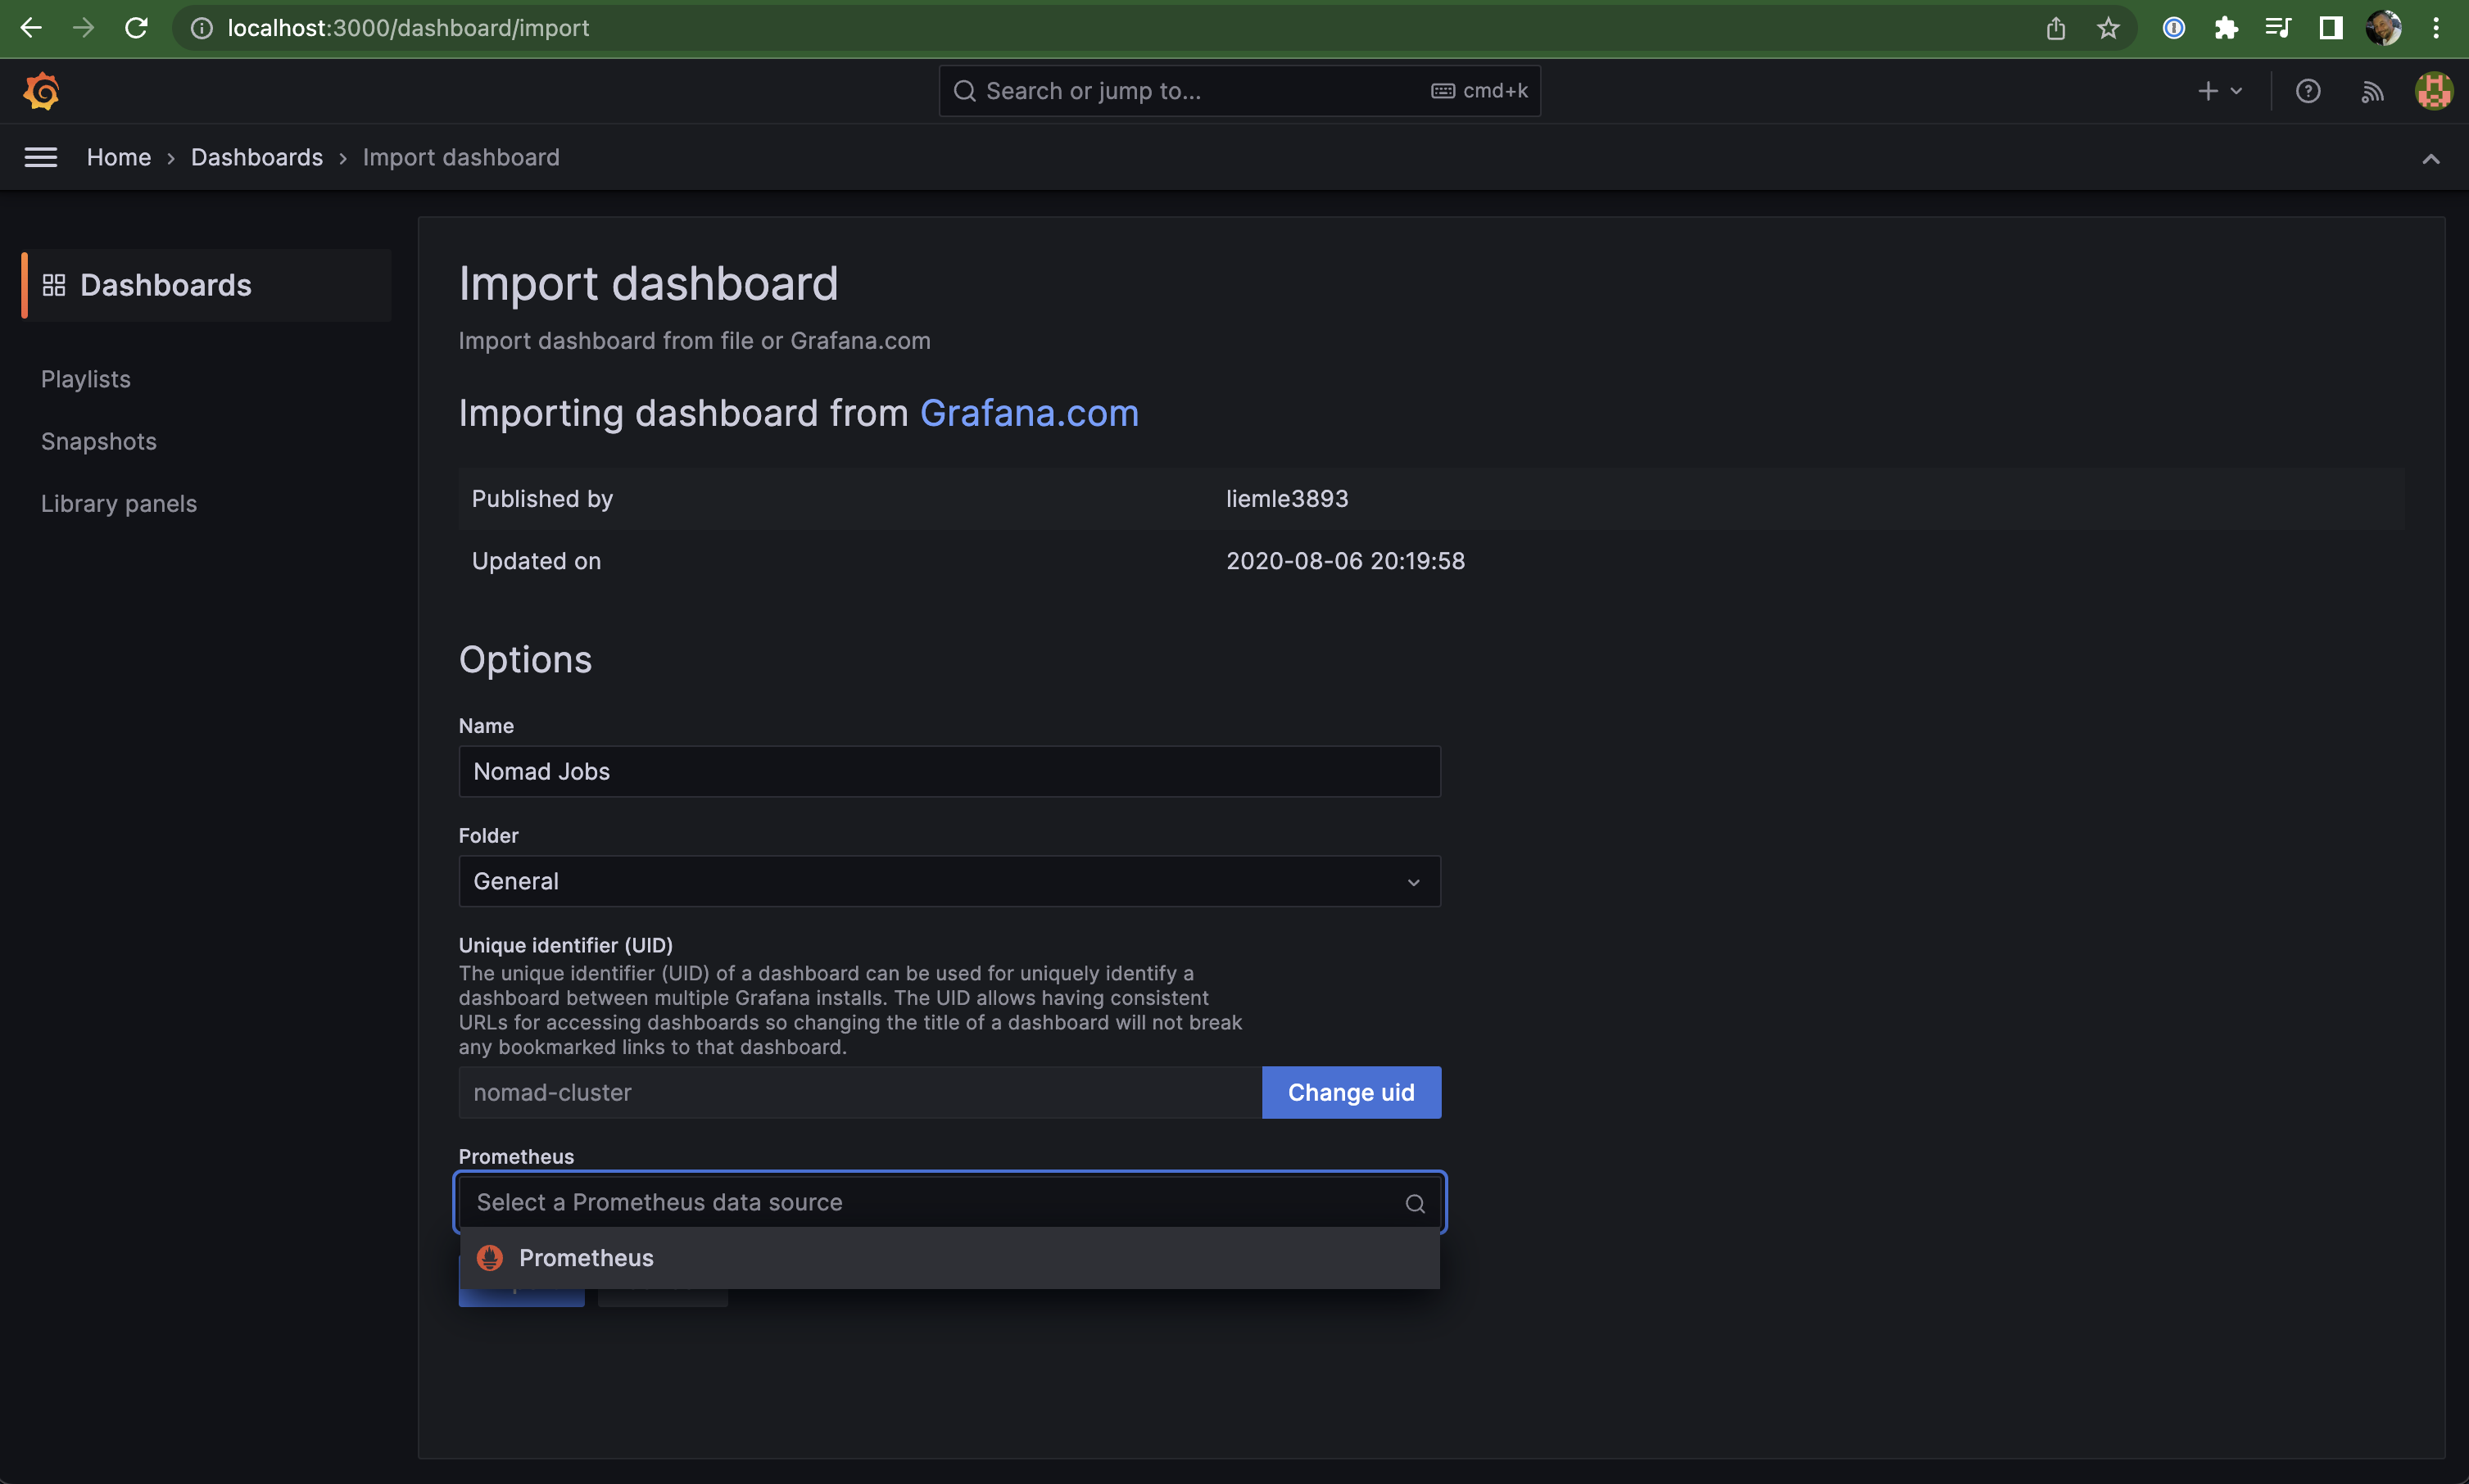 localhost:3000/dashboard/import
Search or jump to...
cmd+k
Home › Dashboards › Import dashboard
Dashboards
Playlists
Snapshots
Library panels
Import dashboard
Import dashboard from file or Grafana.com
Importing dashboard from Grafana.com
Published by liemle3893
Updated on 2020-08-06 20:19:58
Options
Name
Nomad Jobs
Folder
General
Unique identifier (UID)
The unique identifier (UID) of a dashboard can be used for uniquely identify a
dashboard between multiple Grafana installs. The UID allows having consistent
URLs for accessing dashboards so changing the title of a dashboard will not break
any bookmarked links to that dashboard.
nomad-cluster
Change uid
Prometheus
Select a Prometheus data source
Prometheus